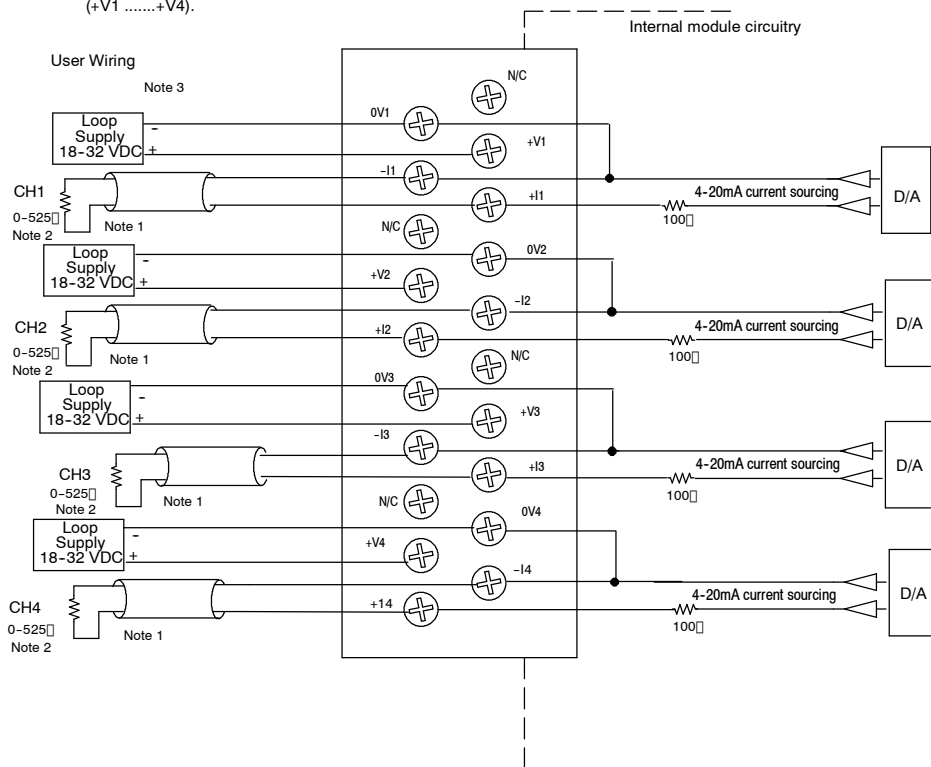 (+V1 .......+V4).
Internal module circuitry
User Wiring
Note 3
N/C
0V1
Loop
Supply
18-32 VDC
-
+
+V1
-I1
CH1
0-525▯
Note 2
Note 1
+I1
4-20mA current sourcing
100▯
D/A
N/C
0V2
Loop
Supply
18-32 VDC
-
+
+V2
-I2
CH2
0-525▯
Note 2
Note 1
+I2
4-20mA current sourcing
100▯
D/A
N/C
0V3
Loop
Supply
18-32 VDC
-
+
+V3
-I3
CH3
0-525▯
Note 2
Note 1
+I3
4-20mA current sourcing
100▯
D/A
N/C
0V4
Loop
Supply
18-32 VDC
-
+
+V4
-I4
CH4
0-525▯
Note 2
Note 1
+14
4-20mA current sourcing
100▯
D/A